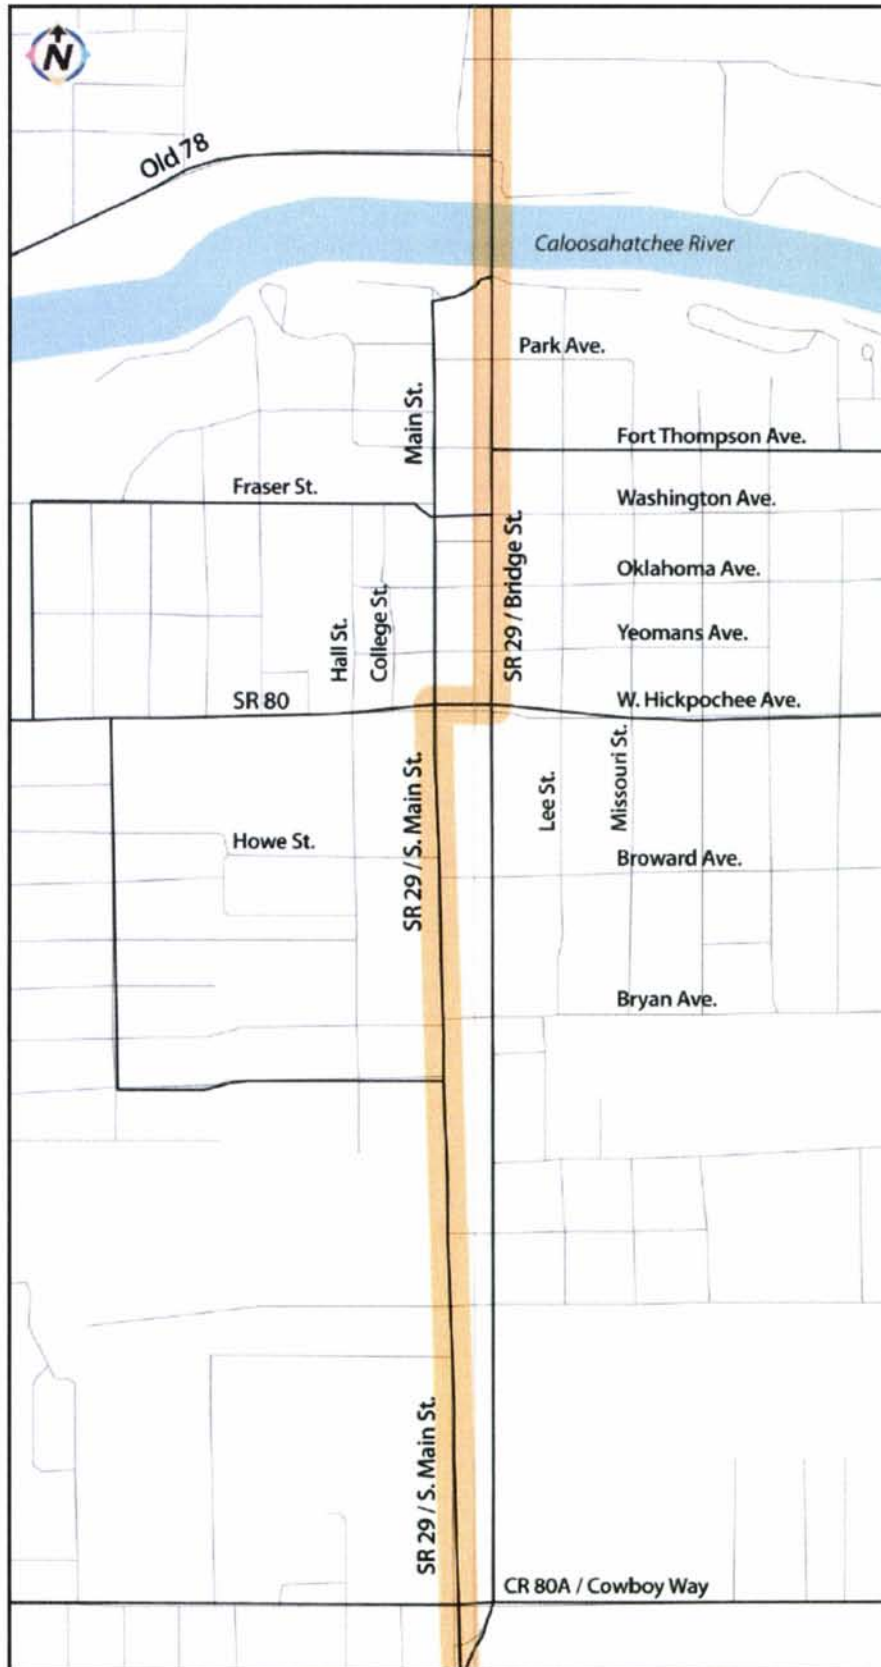 N
Old 78
Caloosahatchee River
Park Ave.
Main St.
Fort Thompson Ave.
Fraser St.
Washington Ave.
SR 29 / Bridge St.
Oklahoma Ave.
Hall St.
College St.
Yeomans Ave.
SR 80
W. Hickpochee Ave.
SR 29 / S. Main St.
Lee St.
Missouri St.
Howe St.
Broward Ave.
Bryan Ave.
SR 29 / S. Main St.
CR 80A / Cowboy Way